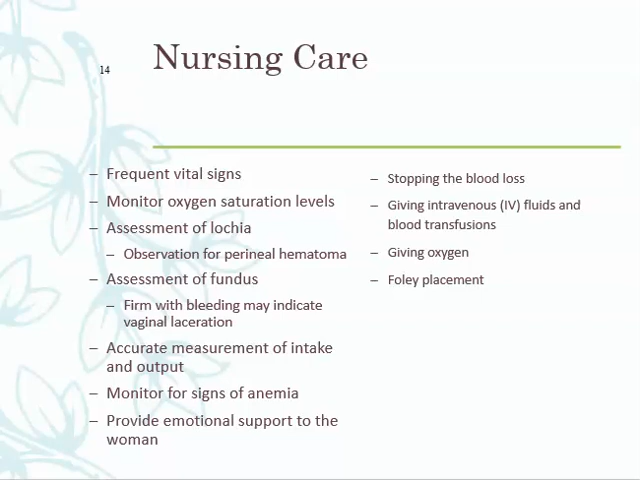 14
Nursing Care
– Frequent vital signs
– Monitor oxygen saturation levels
– Assessment of lochia
– Observation for perineal hematoma
– Assessment of fundus
– Firm with bleeding may indicate
vaginal laceration
– Accurate measurement of intake
and output
– Monitor for signs of anemia
– Provide emotional support to the
woman
– Stopping the blood loss
– Giving intravenous (IV) fluids and
blood transfusions
– Giving oxygen
– Foley placement